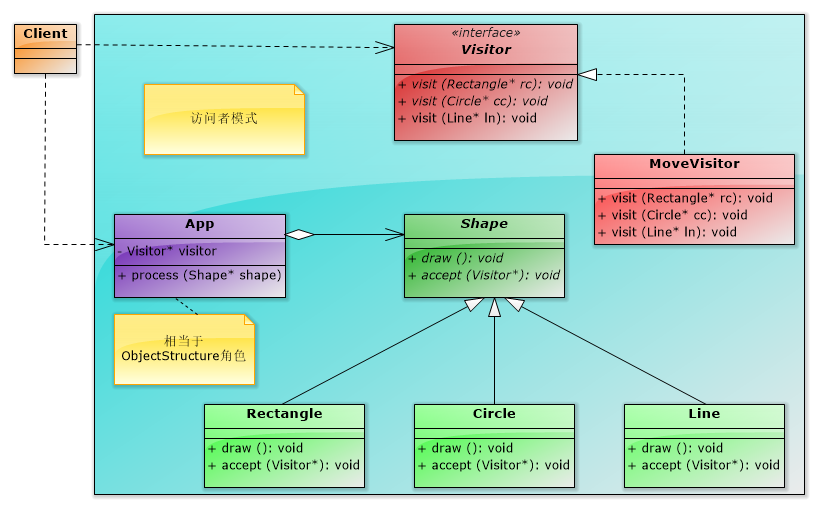 Client
«interface»
Visitor
+ visit (Rectangle* rc): void
+ visit (Circle* cc): void
+ visit (Line* ln): void
访问者模式
MoveVisitor
+ visit (Rectangle* rc): void
+ visit (Circle* cc): void
+ visit (Line* ln): void
App
- Visitor* visitor
+ process (Shape* shape)
Shape
+ draw (): void
+ accept (Visitor*): void
相当于
ObjectStructure角色
Rectangle
+ draw (): void
+ accept (Visitor*): void
Circle
+ draw (): void
+ accept (Visitor*): void
Line
+ draw (): void
+ accept (Visitor*): void